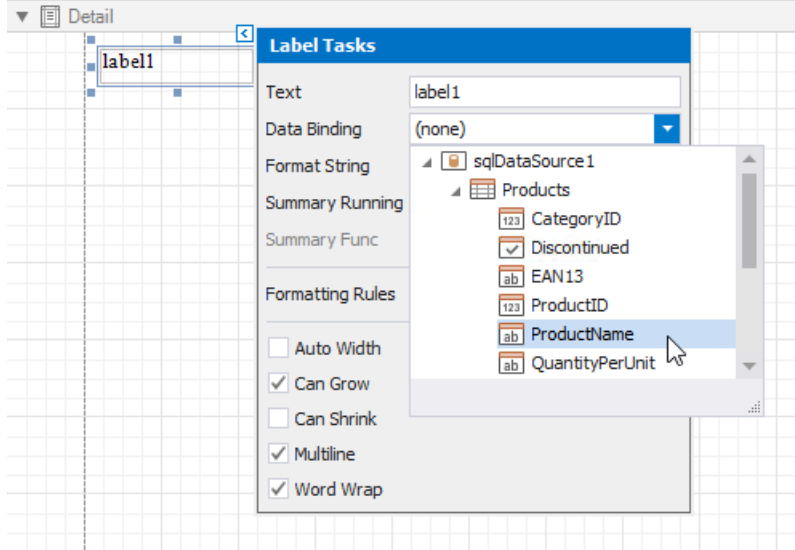 Detail
label1
Label Tasks
Text label1
Data Binding (none)
Format String
Summary Running
Summary Func
Formatting Rules
sqlDataSource1
Products
123 CategoryID
Discontinued
ab EAN13
123 ProductID
ab ProductName
ab QuantityPerUnit
Auto Width
Can Grow
Can Shrink
Multiline
Word Wrap